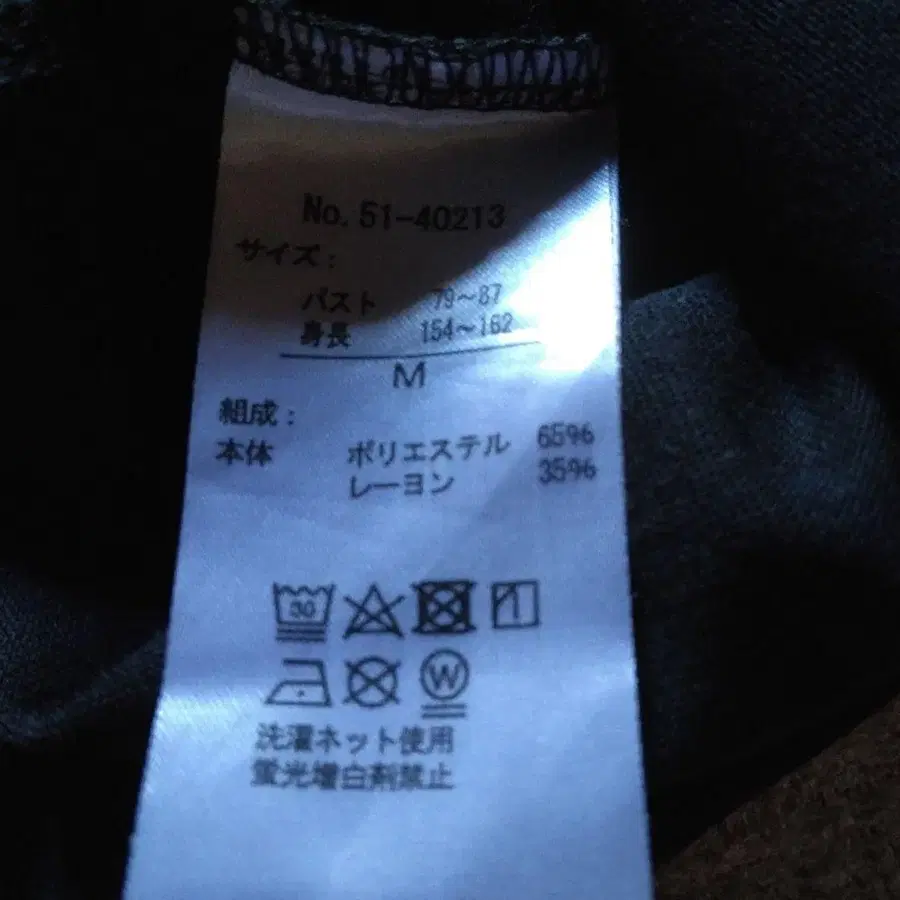 No. 51-40213
サイズ:
バスト 79~87
身長 154~162
M
組成:
本体 ポリエステル 65%
レーヨン 35%
30
W
洗濯ネット使用
蛍光増白剤禁止